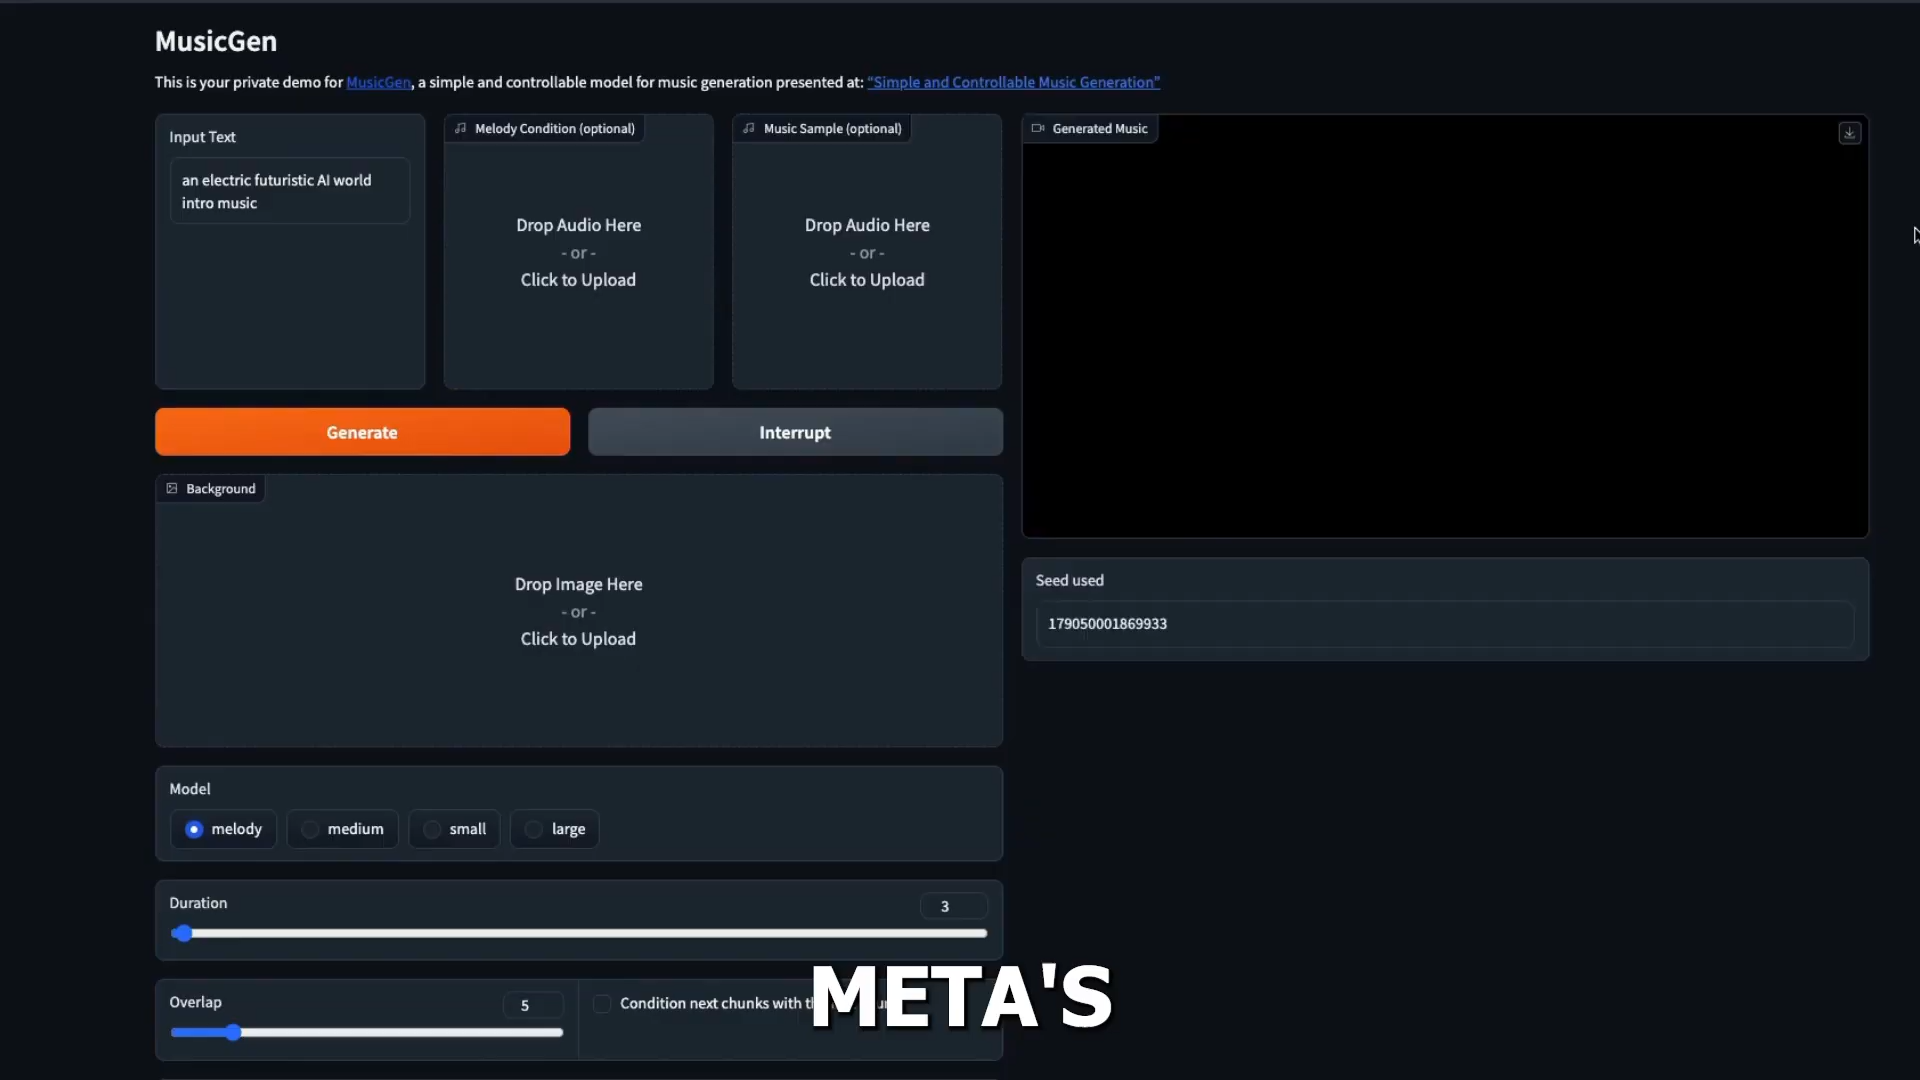 MusicGen
This is your private demo for MusicGen, a simple and controllable model for music generation presented at: "Simple and Controllable Music Generation"
Input Text
an electric futuristic AI world
intro music
Melody Condition (optional)
Drop Audio Here
- or -
Click to Upload
Music Sample (optional)
Drop Audio Here
- or -
Click to Upload
Generated Music
Generate
Interrupt
Background
Drop Image Here
- or -
Click to Upload
Seed used
179050001869933
Model
melody
medium
small
large
Duration
3
Overlap
5
Condition next chunks with
META'S